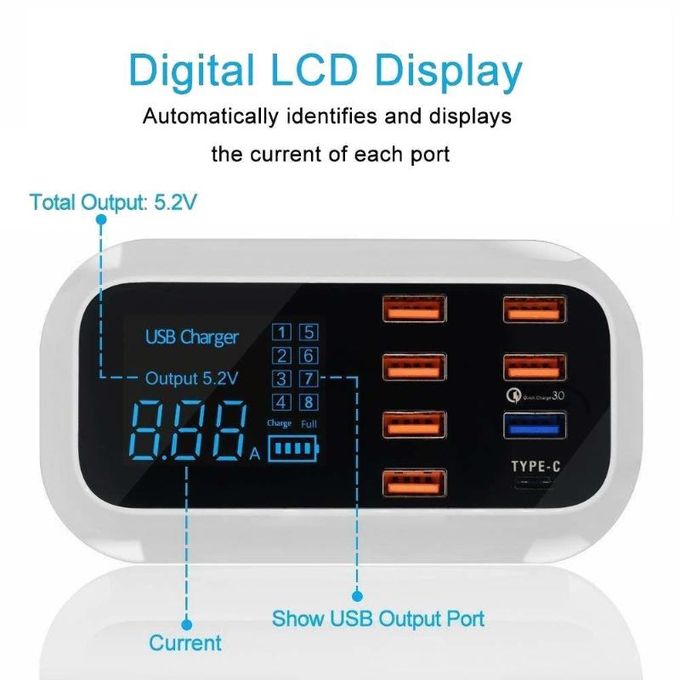 Digital LCD Display
Automatically identifies and displays
the current of each port
Total Output: 5.2V
USB Charger
Output 5.2V
1 5
2 6
3 7
4 8
Charge Full
8.88 A
Quick Charge 3.0
TYPE-C
Show USB Output Port
Current